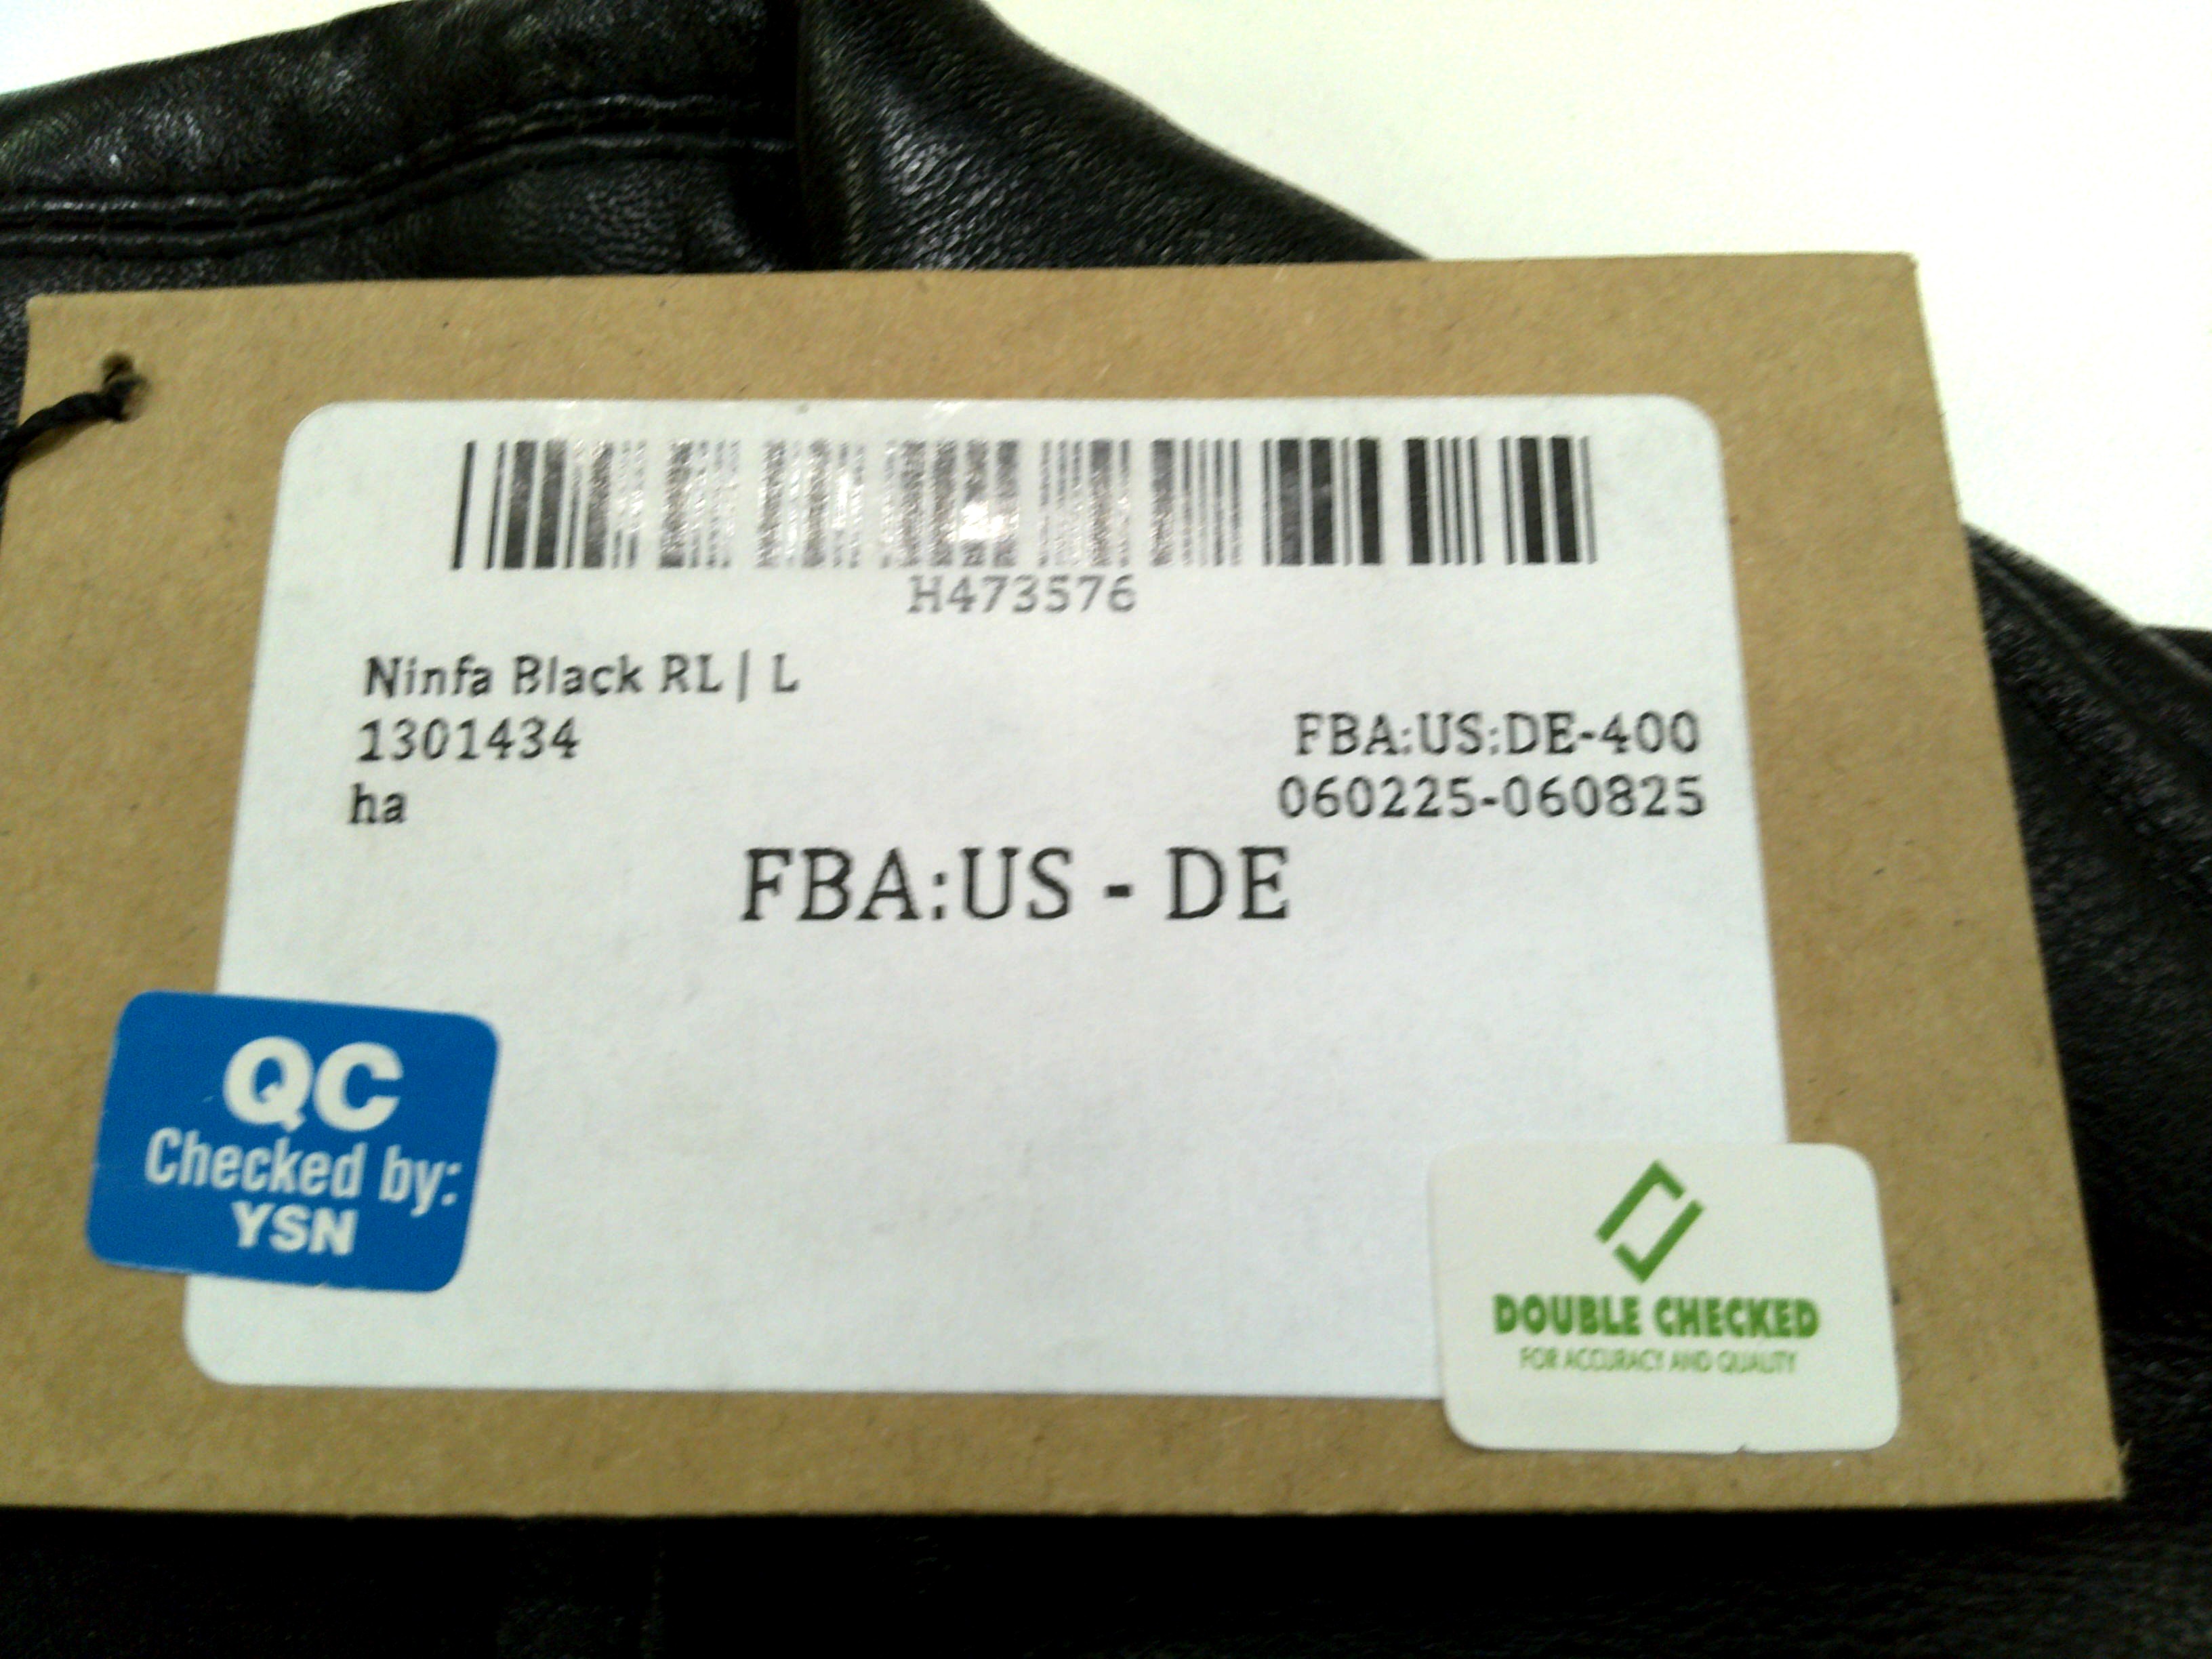 H473576
Ninfa Black RL | L
1301434
FBA:US:DE-400
ha
060225-060825
FBA:US - DE
QC
Checked by:
YSN
DOUBLE CHECKED
FOR ACCURACY AND QUALITY